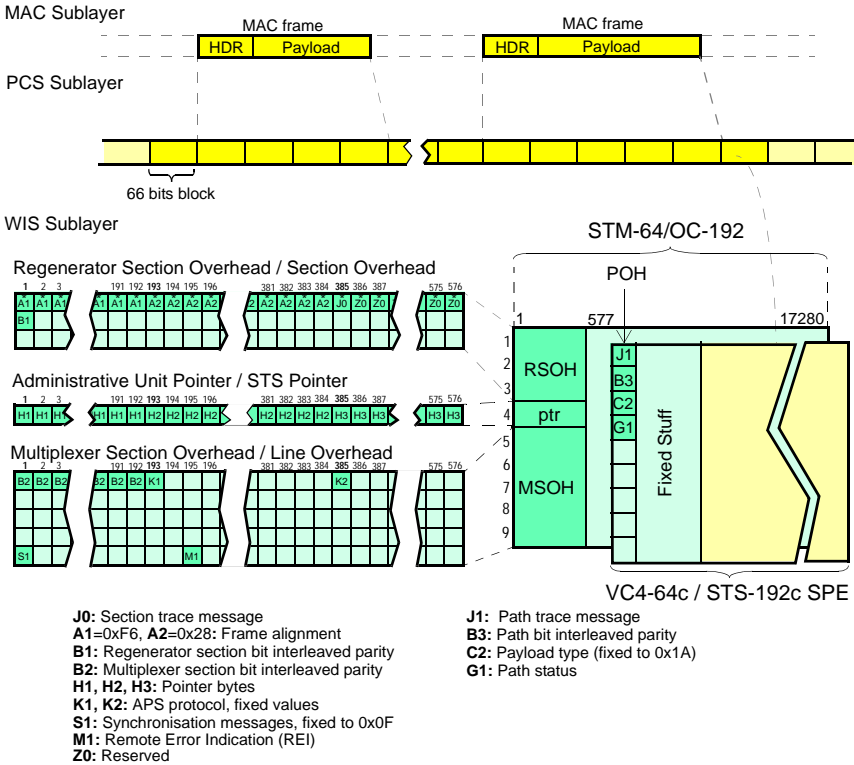 MAC Sublayer
MAC frame MAC frame
HDR Payload HDR Payload
PCS Sublayer
66 bits block
WIS Sublayer
STM-64/OC-192
Regenerator Section Overhead / Section Overhead
POH
1 2 3 191 192 193 194 195 196 381 382 383 384 385 386 387 575 576
A1 A1 A1 A1 A1 A1 A2 A2 A2 A2 2 A2 A2 A2 A2 J0 Z0 Z0 Z0 Z0
B1
1 577 17280
1
2
3
4
5
6
7
8
9
RSOH
ptr
MSOH
J1
B3
C2
G1
Fixed Stuff
Administrative Unit Pointer / STS Pointer
1 2 3 191 192 193 194 195 196 381 382 383 384 385 386 387 575 576
H1 H1 H1 H1 H1 H1 H2 H2 H2 H2 H2 H2 H2 H2 H3 H3 H3 H3 H3
Multiplexer Section Overhead / Line Overhead
1 2 3 191 192 193 194 195 196 381 382 383 384 385 386 387 575 576
B2 B2 B2 B2 B2 B2 K1 K2
S1 M1
VC4-64c / STS-192c SPE
J0: Section trace message
A1=0xF6, A2=0x28: Frame alignment
B1: Regenerator section bit interleaved parity
B2: Multiplexer section bit interleaved parity
H1, H2, H3: Pointer bytes
K1, K2: APS protocol, fixed values
S1: Synchronisation messages, fixed to 0x0F
M1: Remote Error Indication (REI)
Z0: Reserved
J1: Path trace message
B3: Path bit interleaved parity
C2: Payload type (fixed to 0x1A)
G1: Path status